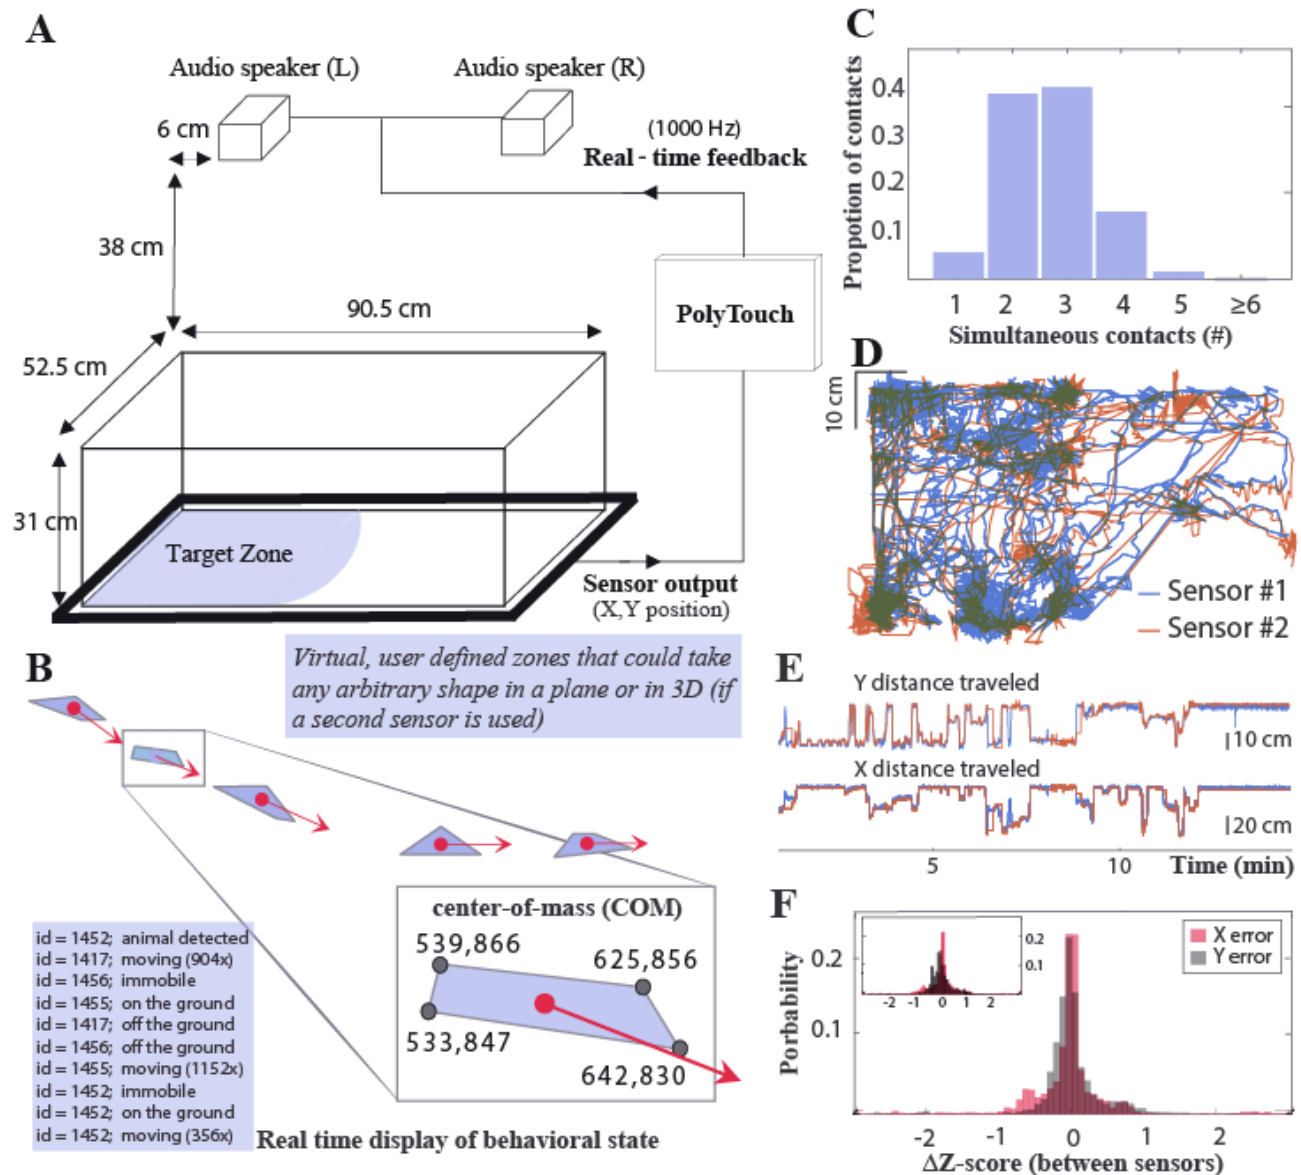 A
Audio speaker (L)
Audio speaker (R)
6 cm
(1000 Hz)
Real - time feedback
38 cm
90.5 cm
PolyTouch
52.5 cm
31 cm
Target Zone
Sensor output
(X,Y position)
B
Virtual, user defined zones that could take
any arbitrary shape in a plane or in 3D (if
a second sensor is used)
center-of-mass (COM)
539,866
625,856
533,847
642,830
id = 1452; animal detected
id = 1417; moving (904x)
id = 1456; immobile
id = 1455; on the ground
id = 1417; off the ground
id = 1456; off the ground
id = 1455; moving (1152x)
id = 1452; immobile
id = 1452; on the ground
id = 1452; moving (356x)
Real time display of behavioral state
C
Propotion of contacts
0.4
0.3
0.2
0.1
1 2 3 4 5 ≥6
Simultaneous contacts (#)
D
10 cm
Sensor #1
Sensor #2
E
Y distance traveled
10 cm
X distance traveled
20 cm
5 10 Time (min)
F
Porbability
0.2
0.1
X error
Y error
0.2
0.1
-2 -1 0 1 2
-2 -1 0 1 2
ΔZ-score (between sensors)